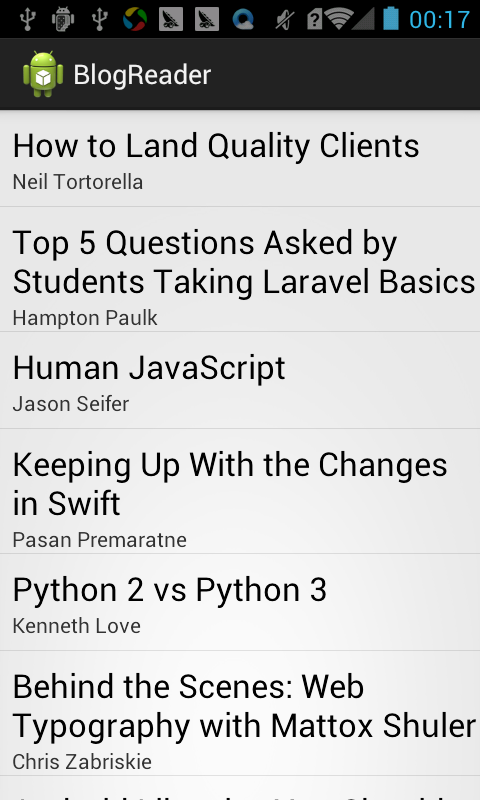 00:17
BlogReader
How to Land Quality Clients
Neil Tortorella
Top 5 Questions Asked by
Students Taking Laravel Basics
Hampton Paulk
Human JavaScript
Jason Seifer
Keeping Up With the Changes
in Swift
Pasan Premaratne
Python 2 vs Python 3
Kenneth Love
Behind the Scenes: Web
Typography with Mattox Shuler
Chris Zabriskie